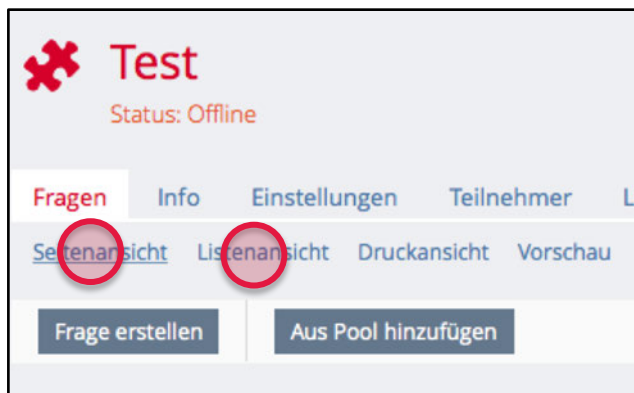 Test
Status: Offline
Fragen Info Einstellungen Teilnehmer L
Seitenansicht Listenansicht Druckansicht Vorschau
Frage erstellen Aus Pool hinzufügen